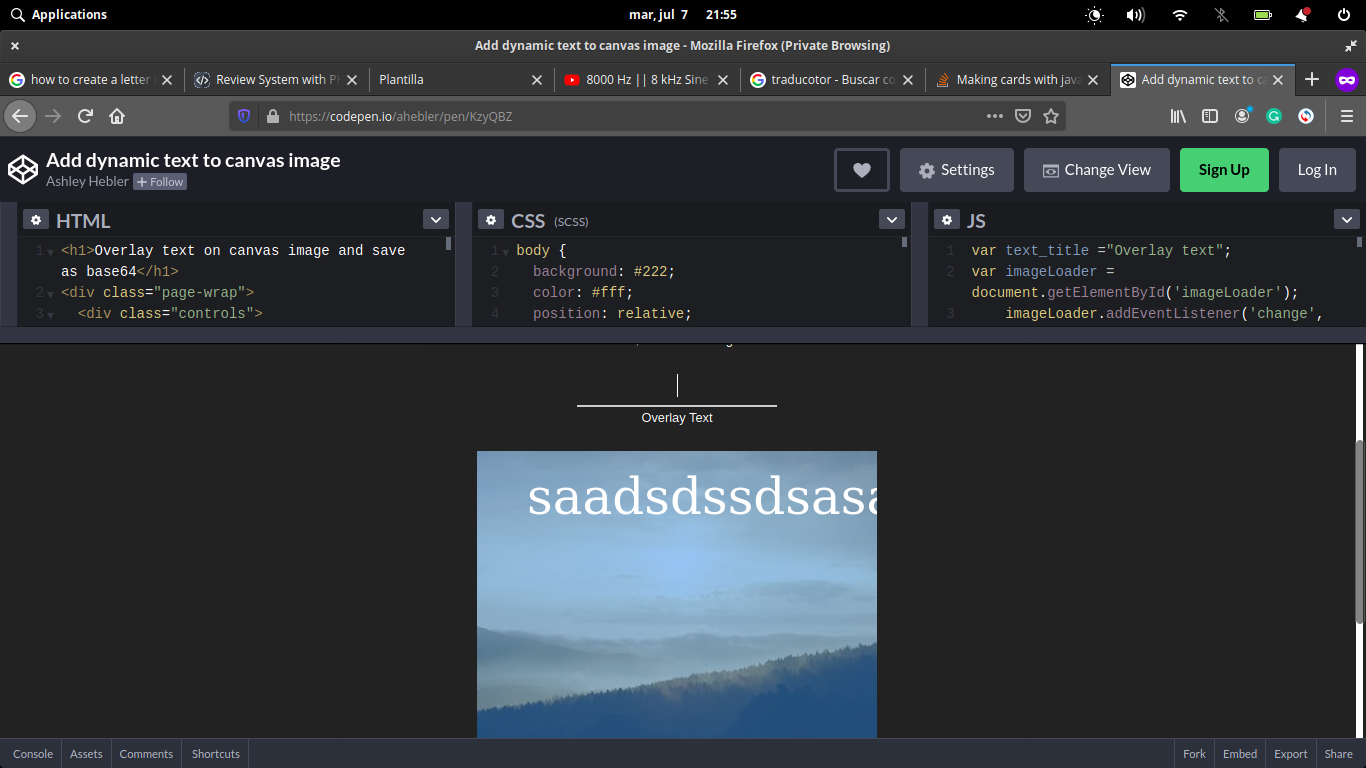 Applications
mar, jul 7 21:55
Add dynamic text to canvas image - Mozilla Firefox (Private Browsing)
how to create a letter
Review System with P
Plantilla
8000 Hz || 8 kHz Sine
traducotor - Buscar co
Making cards with java
Add dynamic text to ca
https://codepen.io/ahebler/pen/KzyQBZ
Add dynamic text to canvas image
Ashley Hebler + Follow
Settings
Change View
Sign Up
Log In
HTML
1 <h1>Overlay text on canvas image and save
as base64</h1>
2 <div class="page-wrap">
3 <div class="controls">
CSS (SCSS)
1 body {
2 background: #222;
3 color: #fff;
4 position: relative;
JS
1 var text_title ="Overlay text";
2 var imageLoader =
document.getElementById('imageLoader');
3 imageLoader.addEventListener('change',
Overlay Text
saadsdssdsasa
Console Assets Comments Shortcuts
Fork Embed Export Share